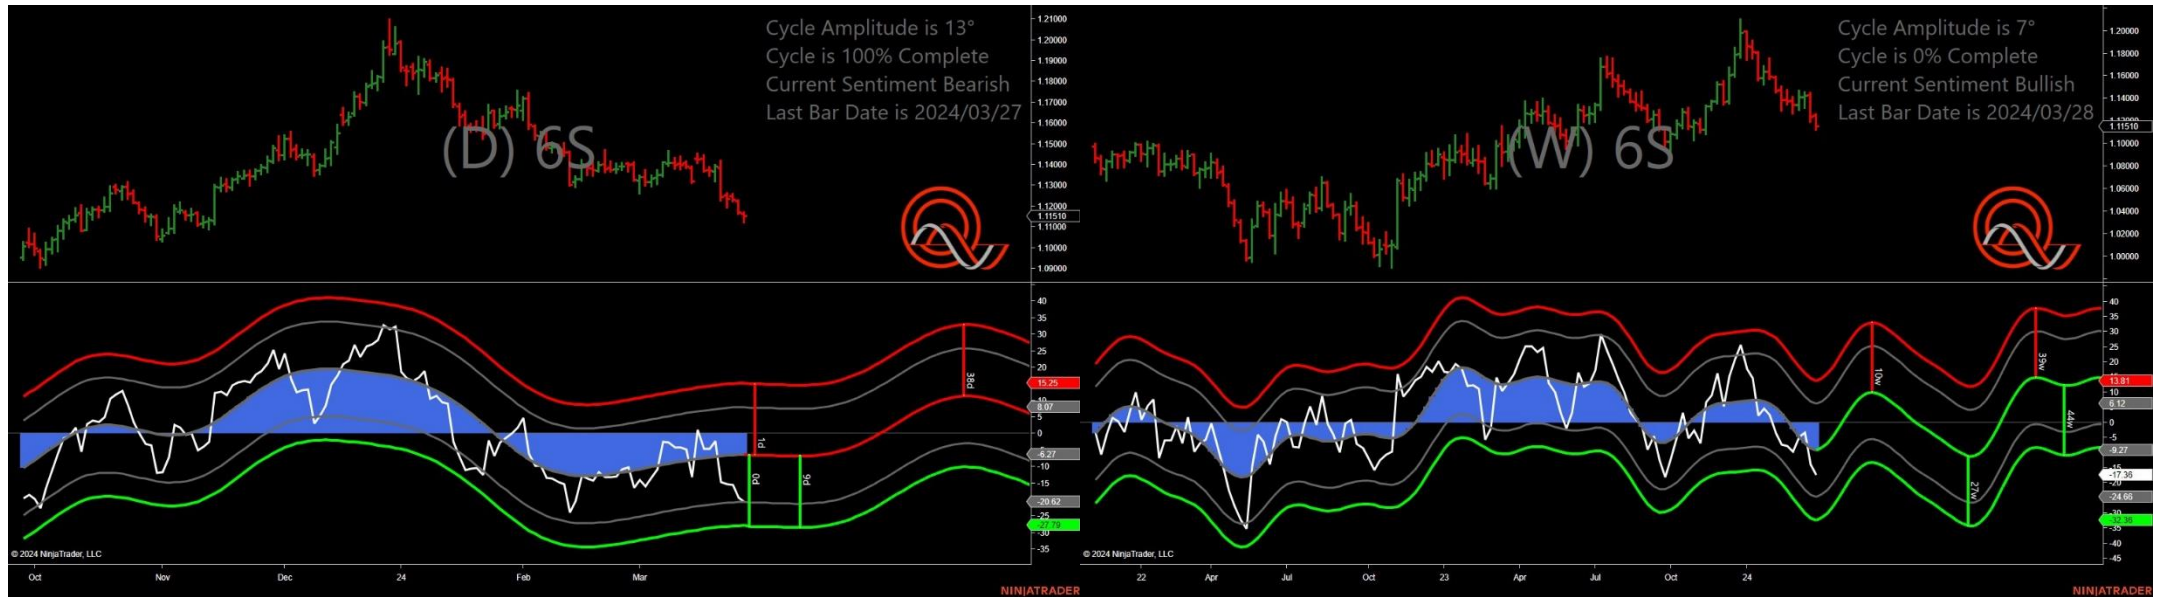 Cycle Amplitude is 13°
Cycle is 100% Complete
Current Sentiment Bearish
Last Bar Date is 2024/03/27
(D) 6S
1.21000
1.20000
1.19000
1.18000
1.17000
1.16000
1.15000
1.14000
1.13000
1.12000
1.11510
1.11000
1.10000
1.09000
40
35
30
25
20
15.25
10
8.07
5
0
-6.27
-10
-15
-20.62
-25
-27.79
-30
-35
38d
1d
0d
9d
© 2024 NinjaTrader, LLC
Oct Nov Dec 24 Feb Mar
NINJATRADER
Cycle Amplitude is 7°
Cycle is 0% Complete
Current Sentiment Bullish
Last Bar Date is 2024/03/28
(W) 6S
1.20000
1.18000
1.16000
1.14000
1.11510
1.10000
1.08000
1.06000
1.04000
1.02000
1.00000
40
35
30
25
20
13.81
10
6.12
0
-5
-9.27
-17.36
-20
-24.66
-32.36
-35
-40
-45
10w
39w
44w
27w
© 2024 NinjaTrader, LLC
22 Apr Jul Oct 23 Apr Jul Oct 24
NINJATRADER